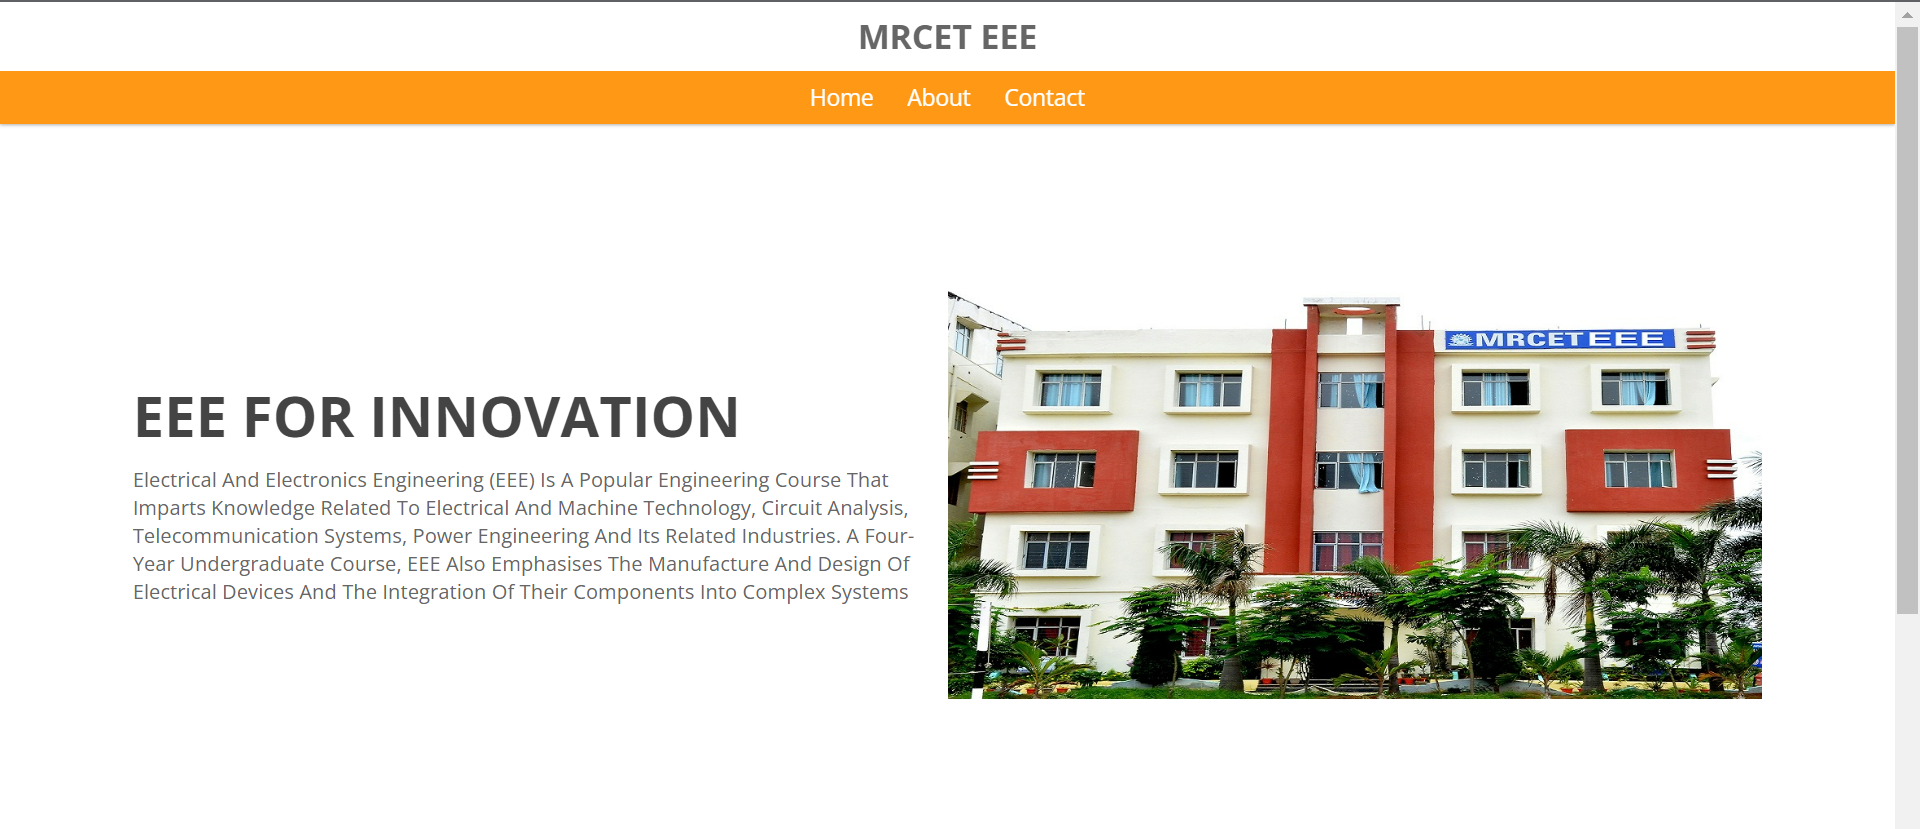 MRCET EEE
Home About Contact
MRCET EEE
EEE FOR INNOVATION
Electrical And Electronics Engineering (EEE) Is A Popular Engineering Course That
Imparts Knowledge Related To Electrical And Machine Technology, Circuit Analysis,
Telecommunication Systems, Power Engineering And Its Related Industries. A Four-
Year Undergraduate Course, EEE Also Emphasises The Manufacture And Design Of
Electrical Devices And The Integration Of Their Components Into Complex Systems